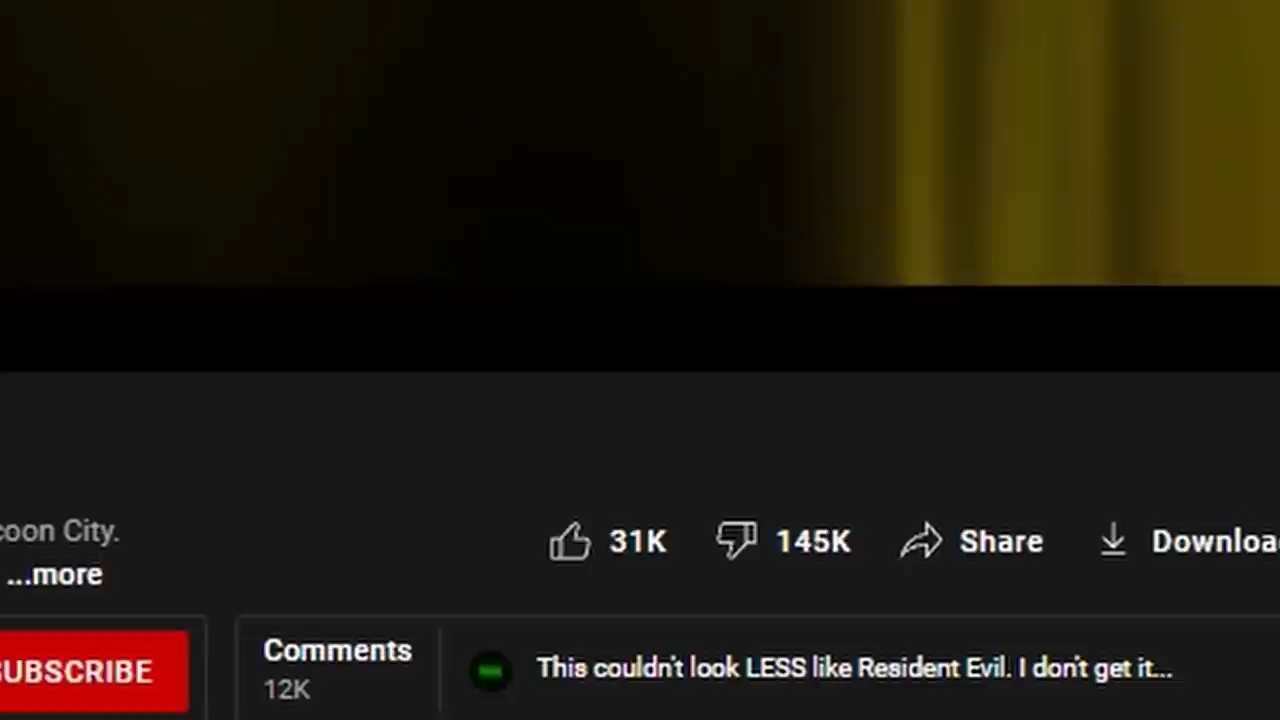 coon City.
...more
31K
145K
Share
Downloa
SUBSCRIBE
Comments
12K
This couldn't look LESS like Resident Evil. I don't get it...